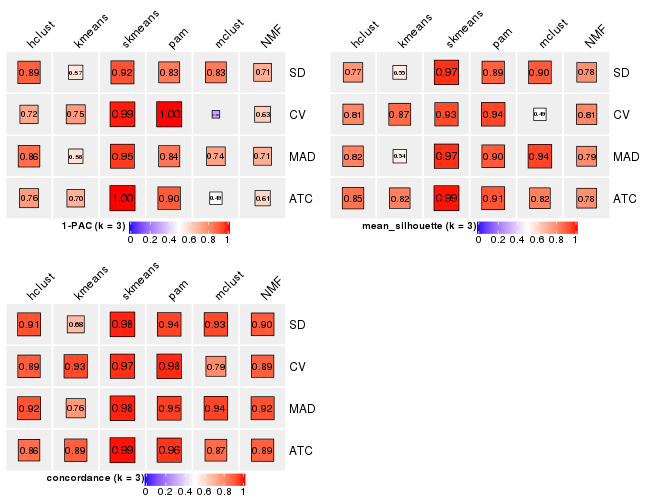 hclust kmeans skmeans pam mclust NMF
0.89 0.57 0.92 0.83 0.83 0.71 SD
0.72 0.75 0.99 1.00 0.63 CV
0.86 0.58 0.95 0.84 0.74 0.71 MAD
0.76 0.70 1.00 0.90 0.49 0.61 ATC
1-PAC (k = 3)
0 0.2 0.4 0.6 0.8 1
hclust kmeans skmeans pam mclust NMF
0.77 0.55 0.97 0.89 0.90 0.78 SD
0.81 0.87 0.93 0.94 0.49 0.81 CV
0.82 0.54 0.97 0.90 0.94 0.79 MAD
0.85 0.82 0.99 0.91 0.82 0.78 ATC
mean_silhouette (k = 3)
0 0.2 0.4 0.6 0.8 1
hclust kmeans skmeans pam mclust NMF
0.91 0.68 0.98 0.94 0.93 0.90 SD
0.89 0.93 0.97 0.98 0.79 0.89 CV
0.92 0.76 0.98 0.95 0.94 0.92 MAD
0.86 0.89 0.99 0.96 0.87 0.89 ATC
concordance (k = 3)
0 0.2 0.4 0.6 0.8 1